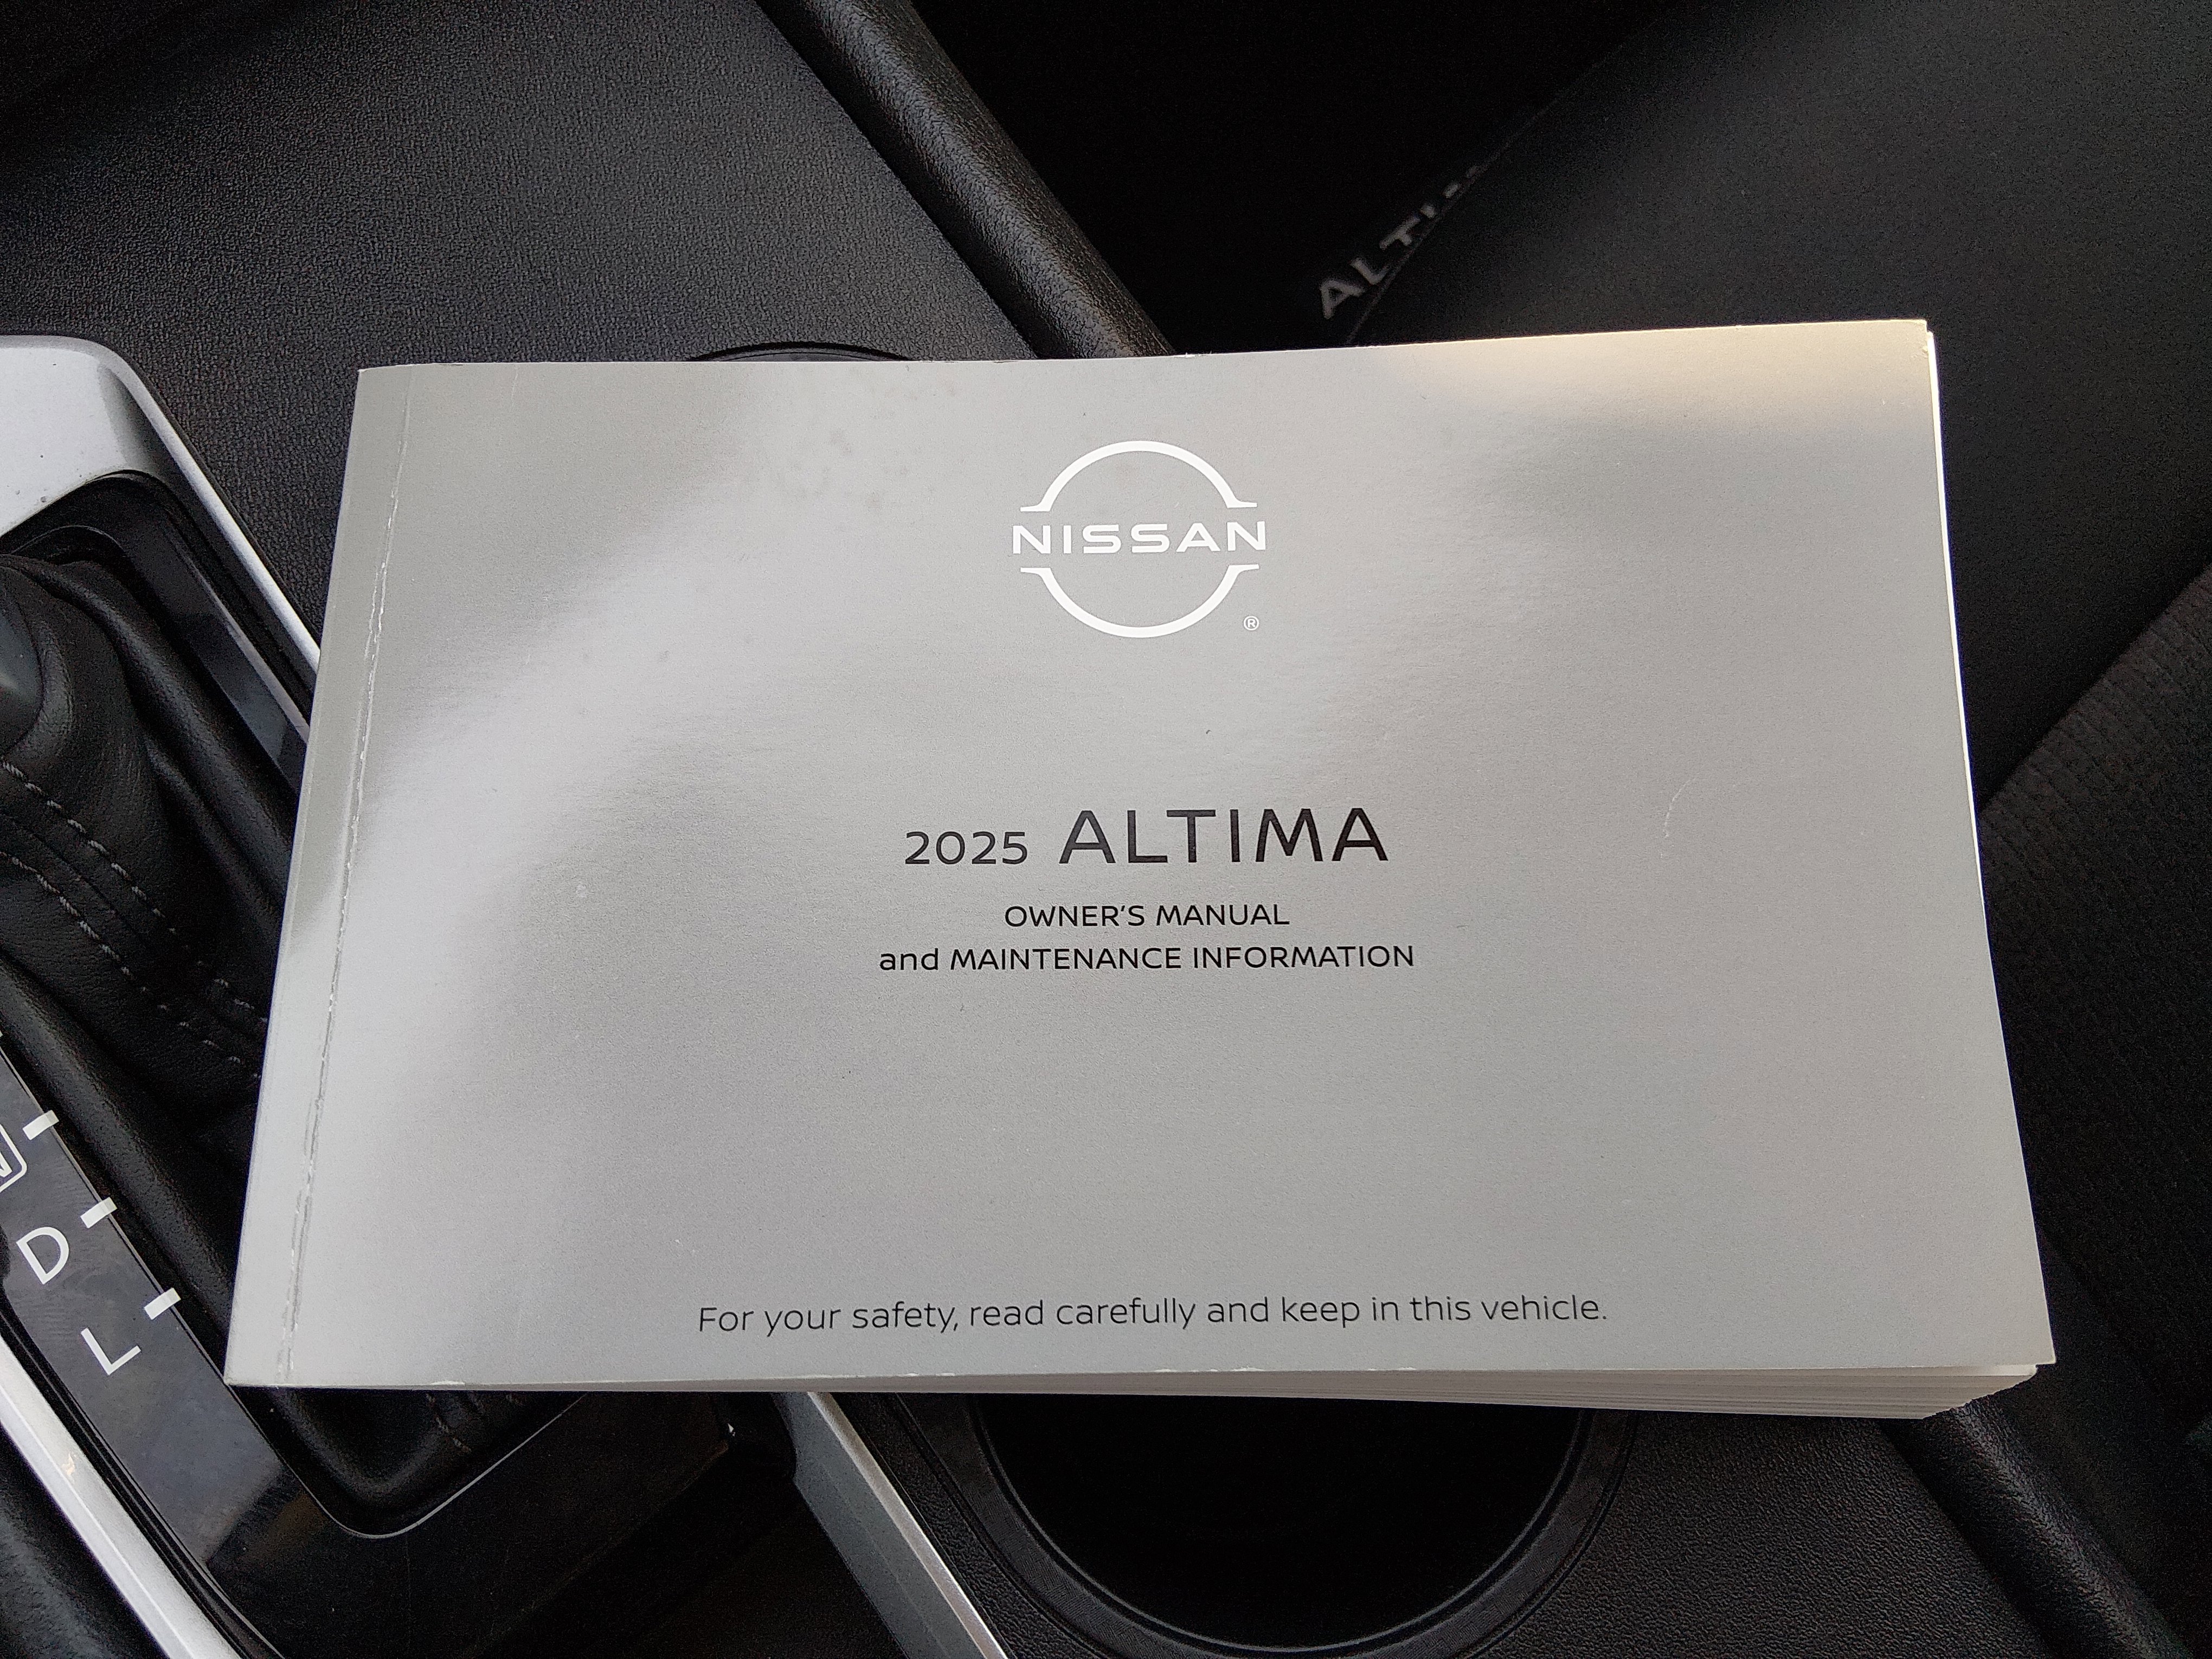 NISSAN
®
2025 ALTIMA
OWNER'S MANUAL
and MAINTENANCE INFORMATION
For your safety, read carefully and keep in this vehicle.
D
L